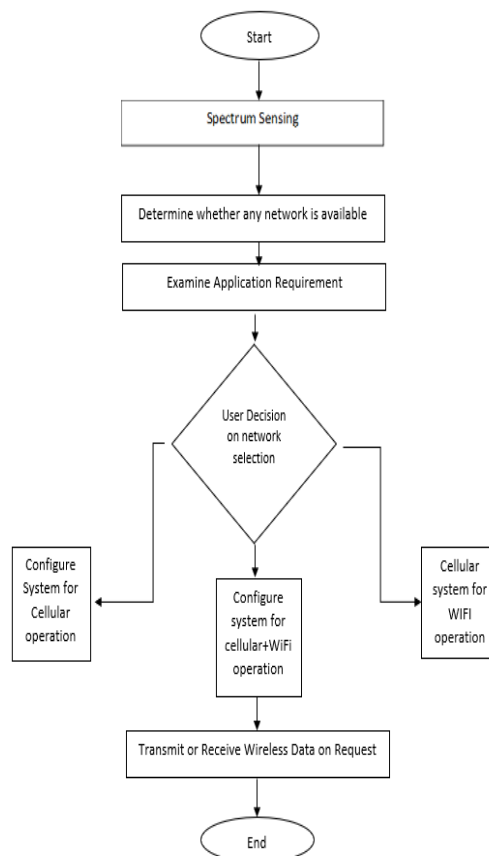 Start
Spectrum Sensing
Determine whether any network is available
Examine Application Requirement
User Decision
on network
selection
Configure
System for
Cellular
operation
Configure
system for
cellular+WiFi
operation
Cellular
system for
WIFI
operation
Transmit or Receive Wireless Data on Request
End